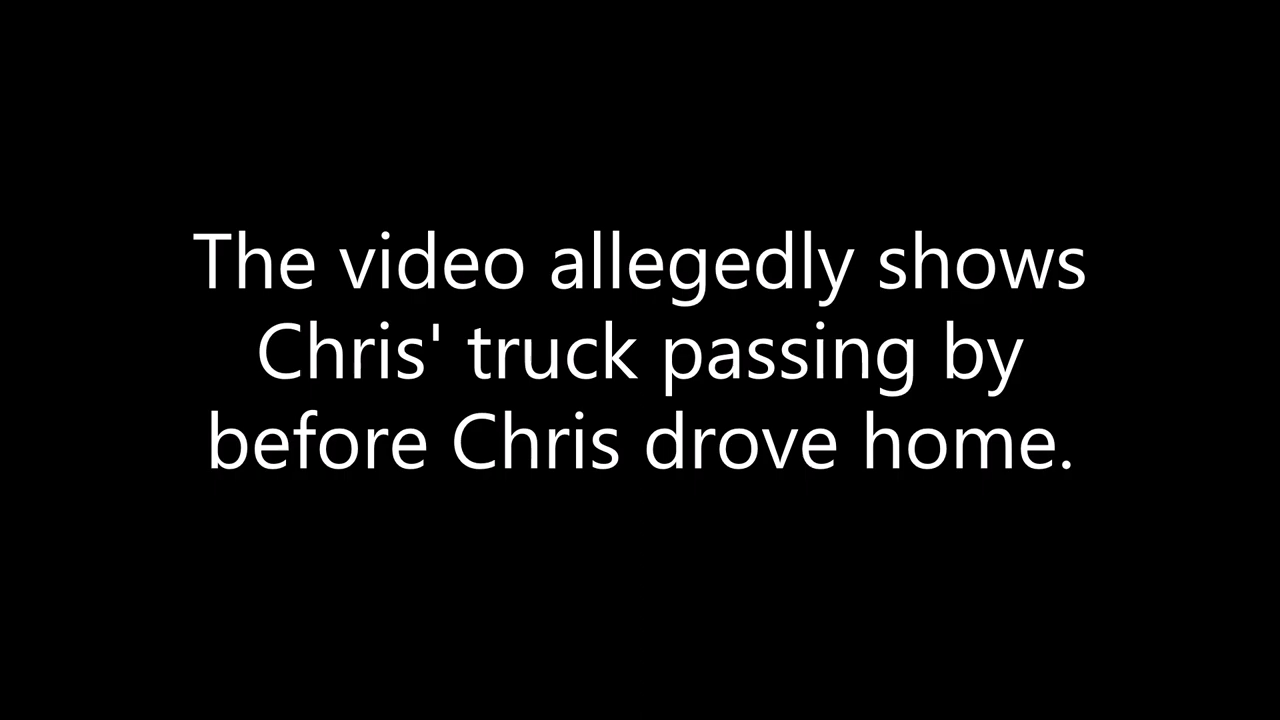 The video allegedly shows
Chris' truck passing by
before Chris drove home.